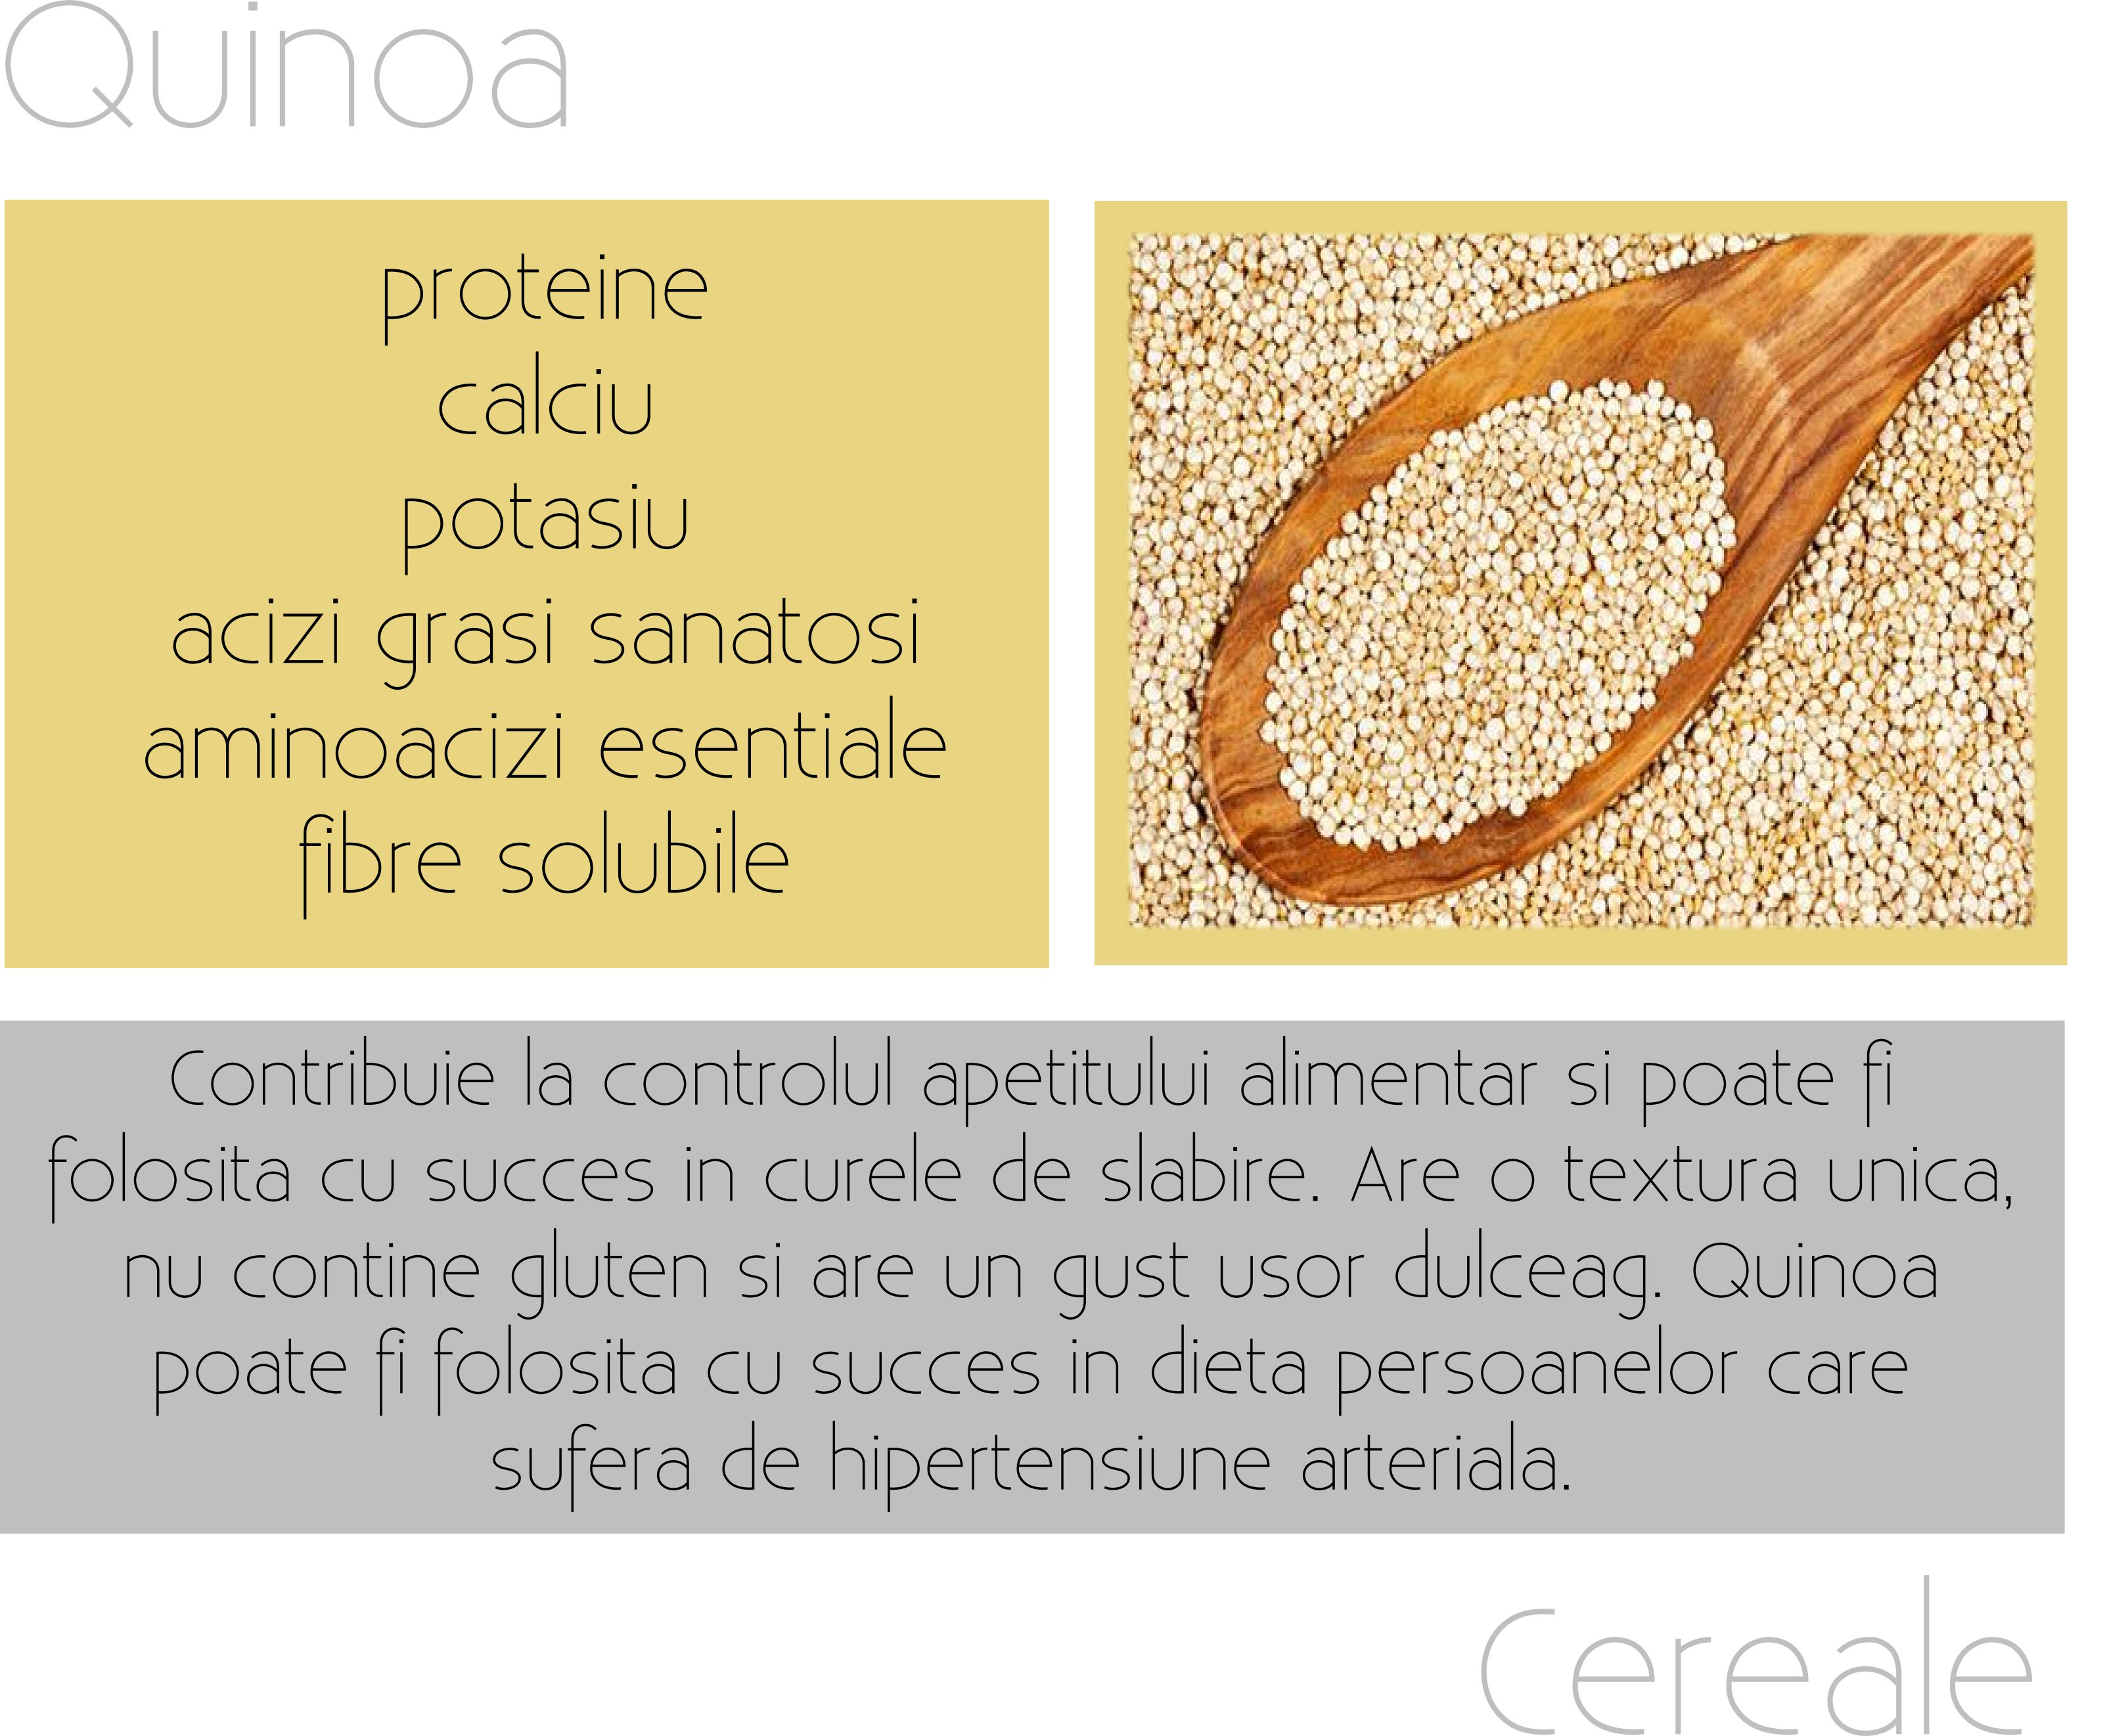 Quinoa
proteine
calciu
potasiu
acizi grasi sanatosi
aminoacizi esentiale
fibre solubile
Contribuie la controlul apetitului alimentar si poate fi
folosita cu succes in curele de slabire. Are o textura unica,
nu contine gluten si are un gust usor dulceag. Quinoa
poate fi folosita cu succes in dieta persoanelor care
sufera de hipertensiune arteriala.
Cereale